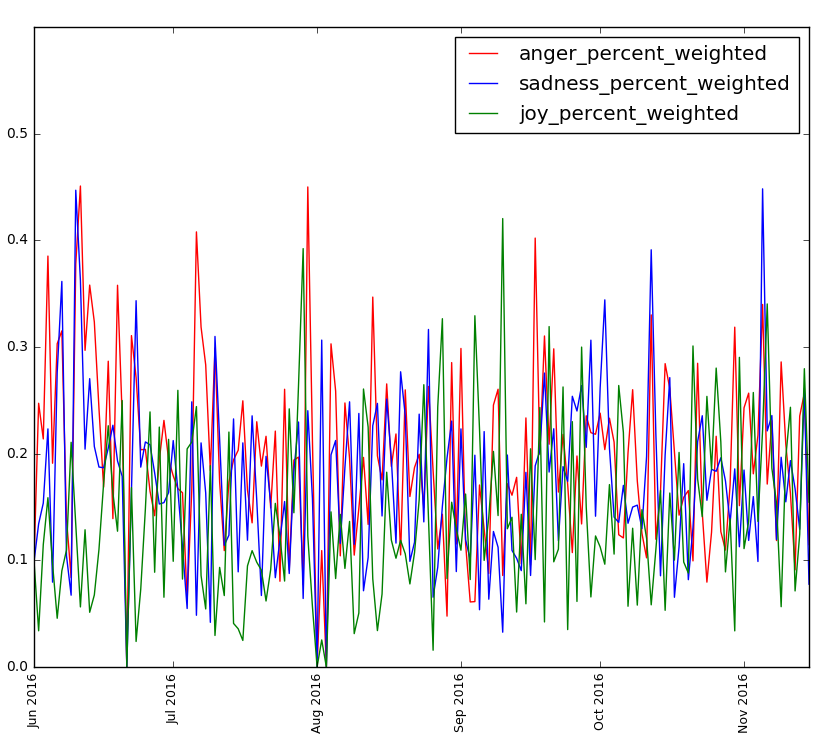 anger_percent_weighted
sadness_percent_weighted
joy_percent_weighted
0.5
0.4
0.3
0.2
0.1
0.0
Jun 2016
Jul 2016
Aug 2016
Sep 2016
Oct 2016
Nov 2016